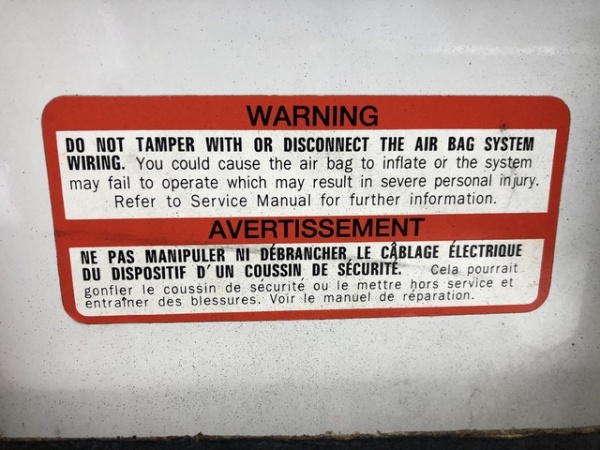 WARNING
DO NOT TAMPER WITH OR DISCONNECT THE AIR BAG SYSTEM
WIRING. You could cause the air bag to inflate or the system
may fail to operate which may result in severe personal injury.
Refer to Service Manual for further information.
AVERTISSEMENT
NE PAS MANIPULER NI DÉBRANCHER LE CÂBLAGE ÉLECTRIQUE
DU DISPOSITIF D'UN COUSSIN DE SÉCURITÉ. Cela pourrait
gonfler le coussin de sécurité ou le mettre hors service et
entraîner des blessures. Voir le manuel de réparation.